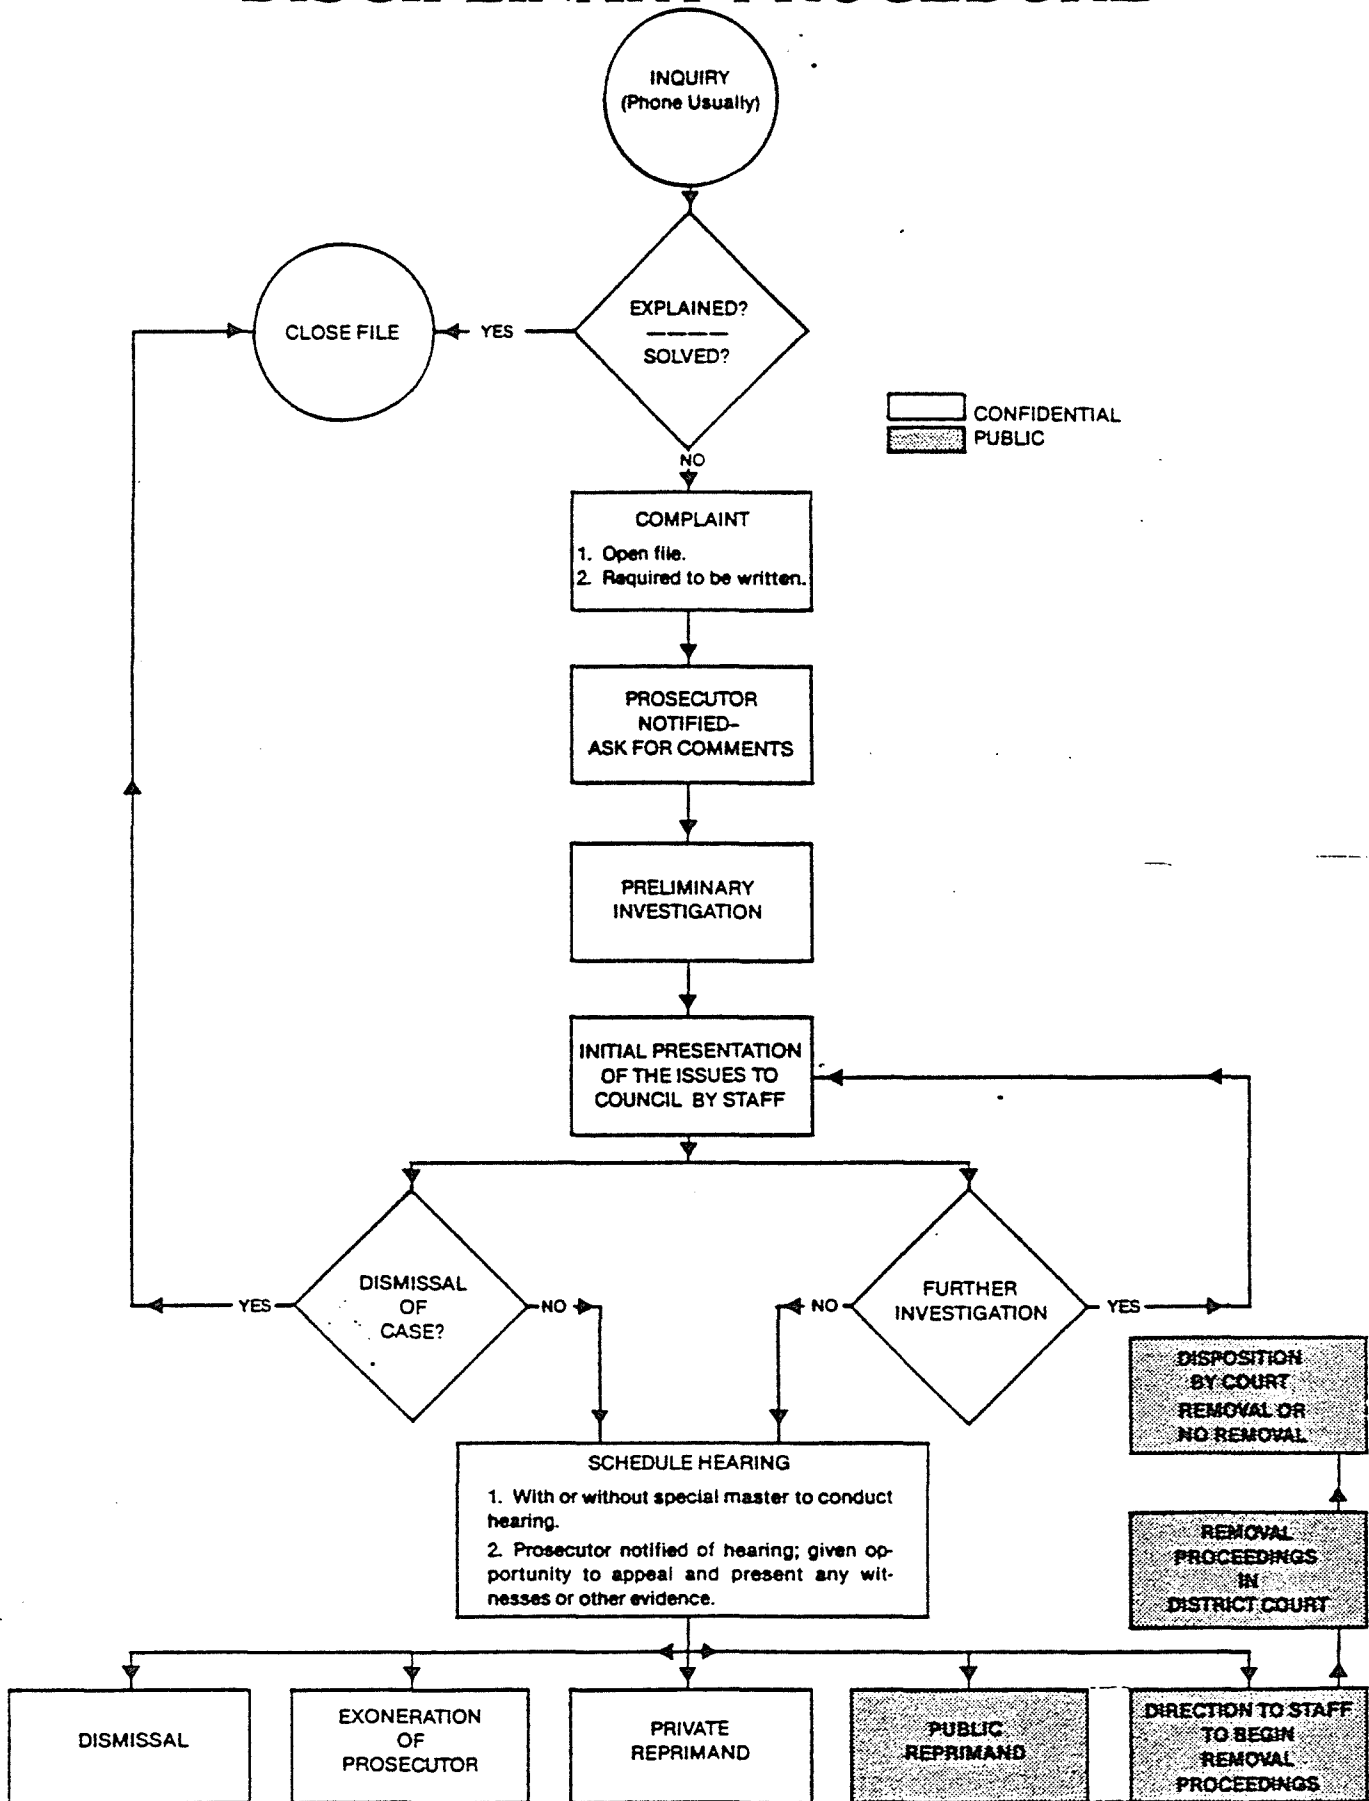 DISCIPLINARY PROCEDURE
INQUIRY
(Phone Usually)
EXPLAINED?
SOLVED?
YES
CLOSE FILE
CONFIDENTIAL
PUBLIC
NO
COMPLAINT
1. Open file.
2. Required to be written.
PROSECUTOR
NOTIFIED–
ASK FOR COMMENTS
PRELIMINARY
INVESTIGATION
INITIAL PRESENTATION
OF THE ISSUES TO
COUNCIL BY STAFF
DISMISSAL
OF
CASE?
YES
NO
FURTHER
INVESTIGATION
NO
YES
DISPOSITION
BY COURT
REMOVAL OR
NO REMOVAL
SCHEDULE HEARING
1. With or without special master to conduct
hearing.
2. Prosecutor notified of hearing; given op-
portunity to appeal and present any wit-
nesses or other evidence.
REMOVAL
PROCEEDINGS
IN
DISTRICT COURT
DISMISSAL
EXONERATION
OF
PROSECUTOR
PRIVATE
REPRIMAND
PUBLIC
REPRIMAND
DIRECTION TO STAFF
TO BEGIN
REMOVAL
PROCEEDINGS